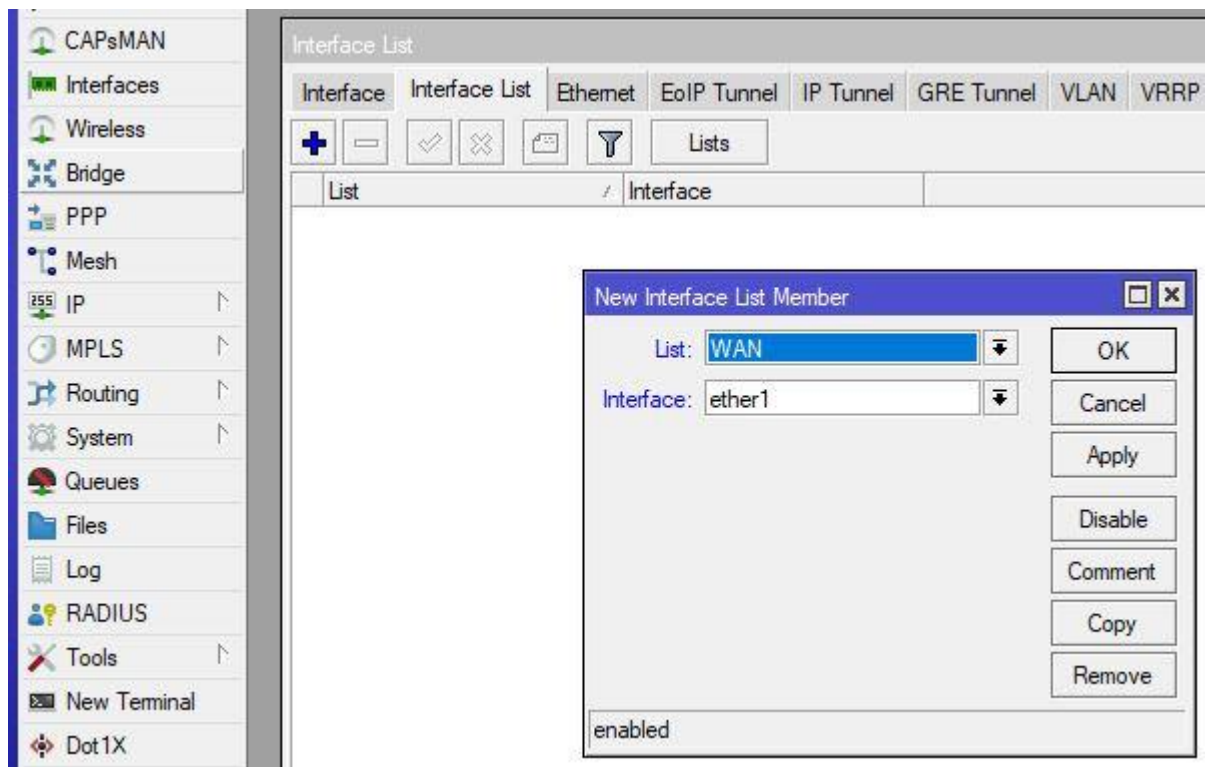 CAPsMAN
Interfaces
Wireless
Bridge
PPP
Mesh
255 IP
MPLS
Routing
System
Queues
Files
Log
RADIUS
Tools
New Terminal
Dot1X
Interface List
Interface Interface List Ethernet EoIP Tunnel IP Tunnel GRE Tunnel VLAN VRRP
Lists
List Interface
New Interface List Member
List: WAN
Interface: ether1
OK
Cancel
Apply
Disable
Comment
Copy
Remove
enabled